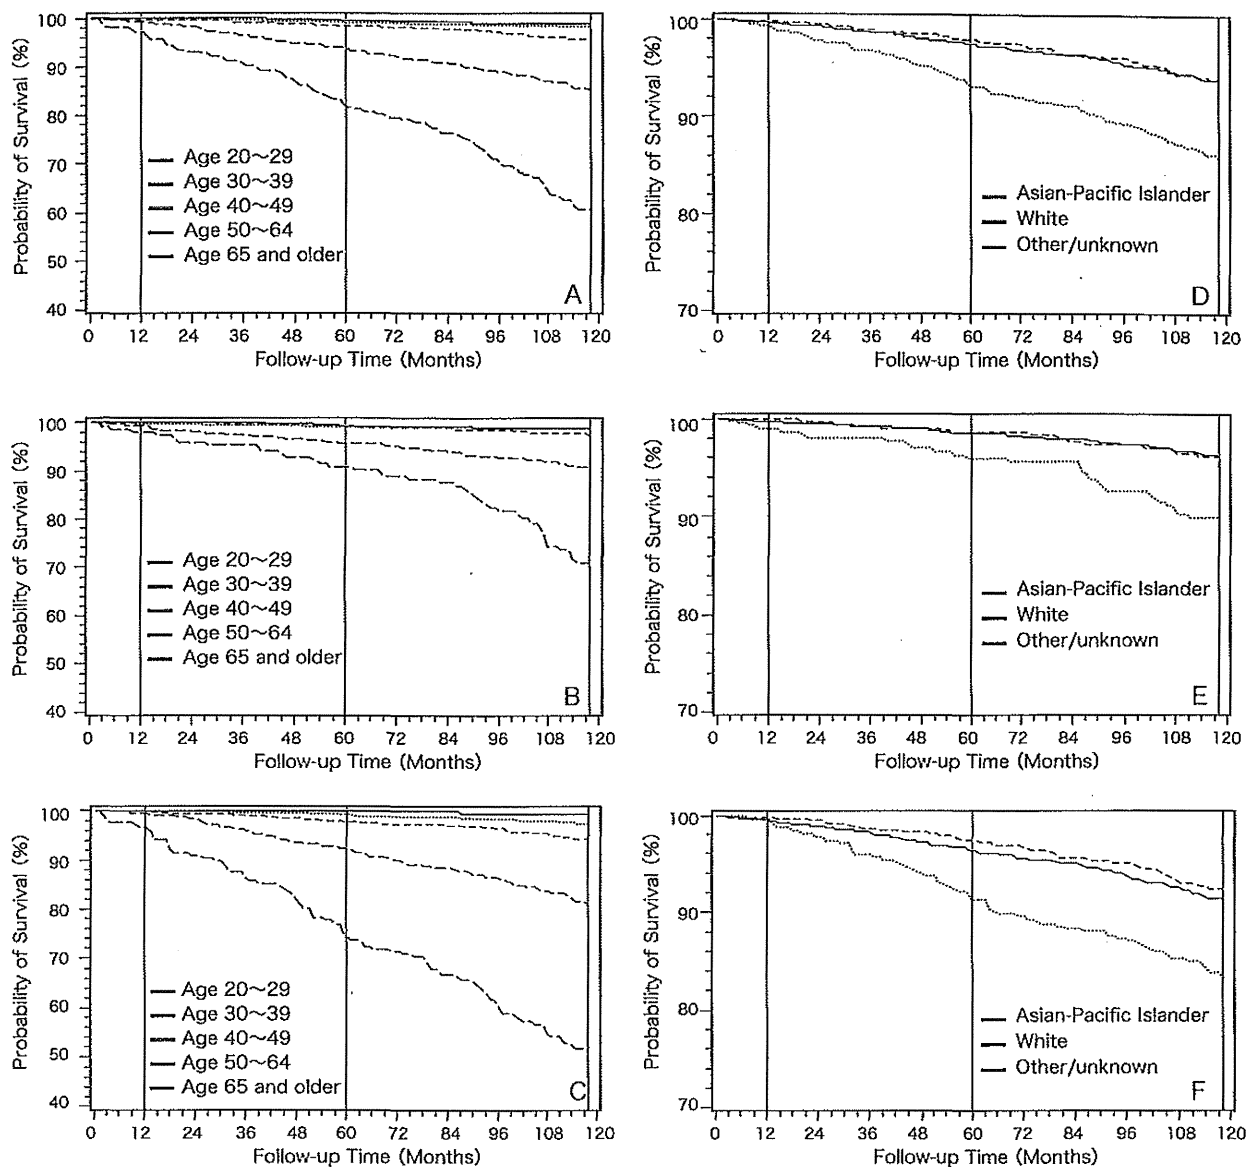 Probability of Survival (%)
100
90
80
70
60
50
40
Age 20~29
Age 30~39
Age 40~49
Age 50~64
Age 65 and older
A
0 12 24 36 48 60 72 84 96 108 120
Follow-up Time (Months)
Probability of Survival (%)
100
90
80
70
Asian-Pacific Islander
White
Other/unknown
D
0 12 24 36 48 60 72 84 96 108 120
Follow-up Time (Months)
Probability of Survival (%)
100
90
80
70
60
50
40
Age 20~29
Age 30~39
Age 40~49
Age 50~64
Age 65 and older
B
0 12 24 36 48 60 72 84 96 108 120
Follow-up Time (Months)
Probability of Survival (%)
100
90
80
70
Asian-Pacific Islander
White
Other/unknown
E
0 12 24 36 48 60 72 84 96 108 120
Follow-up Time (Months)
Probability of Survival (%)
100
90
80
70
60
50
40
Age 20~29
Age 30~39
Age 40~49
Age 50~64
Age 65 and older
C
0 12 24 36 48 60 72 84 96 108 120
Follow-up Time (Months)
Probability of Survival (%)
100
90
80
70
Asian-Pacific Islander
White
Other/unknown
F
0 12 24 36 48 60 72 84 96 108 120
Follow-up Time (Months)